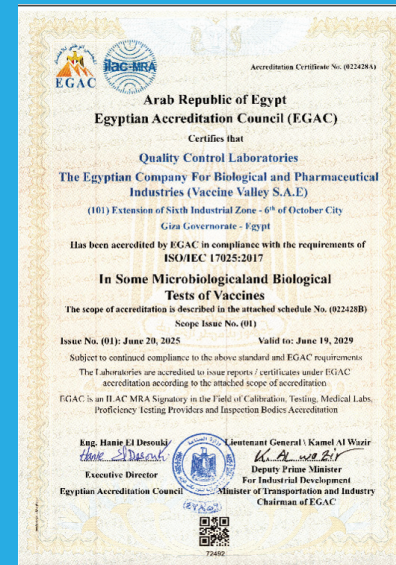 EGAC
ilac-MRA
Accreditation Certificate No. (022428A)
Arab Republic of Egypt
Egyptian Accreditation Council (EGAC)
Certifies that
Quality Control Laboratories
The Egyptian Company For Biological and Pharmaceutical
Industries (Vaccine Valley S.A.E)
(101) Extension of Sixth Industrial Zone - 6th of October City
Giza Governorate - Egypt
Has been accredited by EGAC in compliance with the requirements of
ISO/IEC 17025:2017
In Some Microbiologicaland Biological
Tests of Vaccines
The scope of accreditation is described in the attached schedule No. (022428B)
Scope Issue No. (01)
Issue No. (01): June 20, 2025 Valid to: June 19, 2029
Subject to continued compliance to the above standard and EGAC requirements
The Laboratories are accredited to issue reports / certificates under EGAC
accreditation according to the attached scope of accreditation
EGAC is an ILAC MRA Signatory in the Field of Calibration, Testing, Medical Labs,
Proficiency Testing Providers and Inspection Bodies Accreditation
Eng. Hanie El Desouki Lieutenant General \ Kamel Al Wazir
Hanie El Desouki K. AL wazir
Executive Director Deputy Prime Minister
For Industrial Development
Egyptian Accreditation Council Minister of Transportation and Industry
Chairman of EGAC
72492